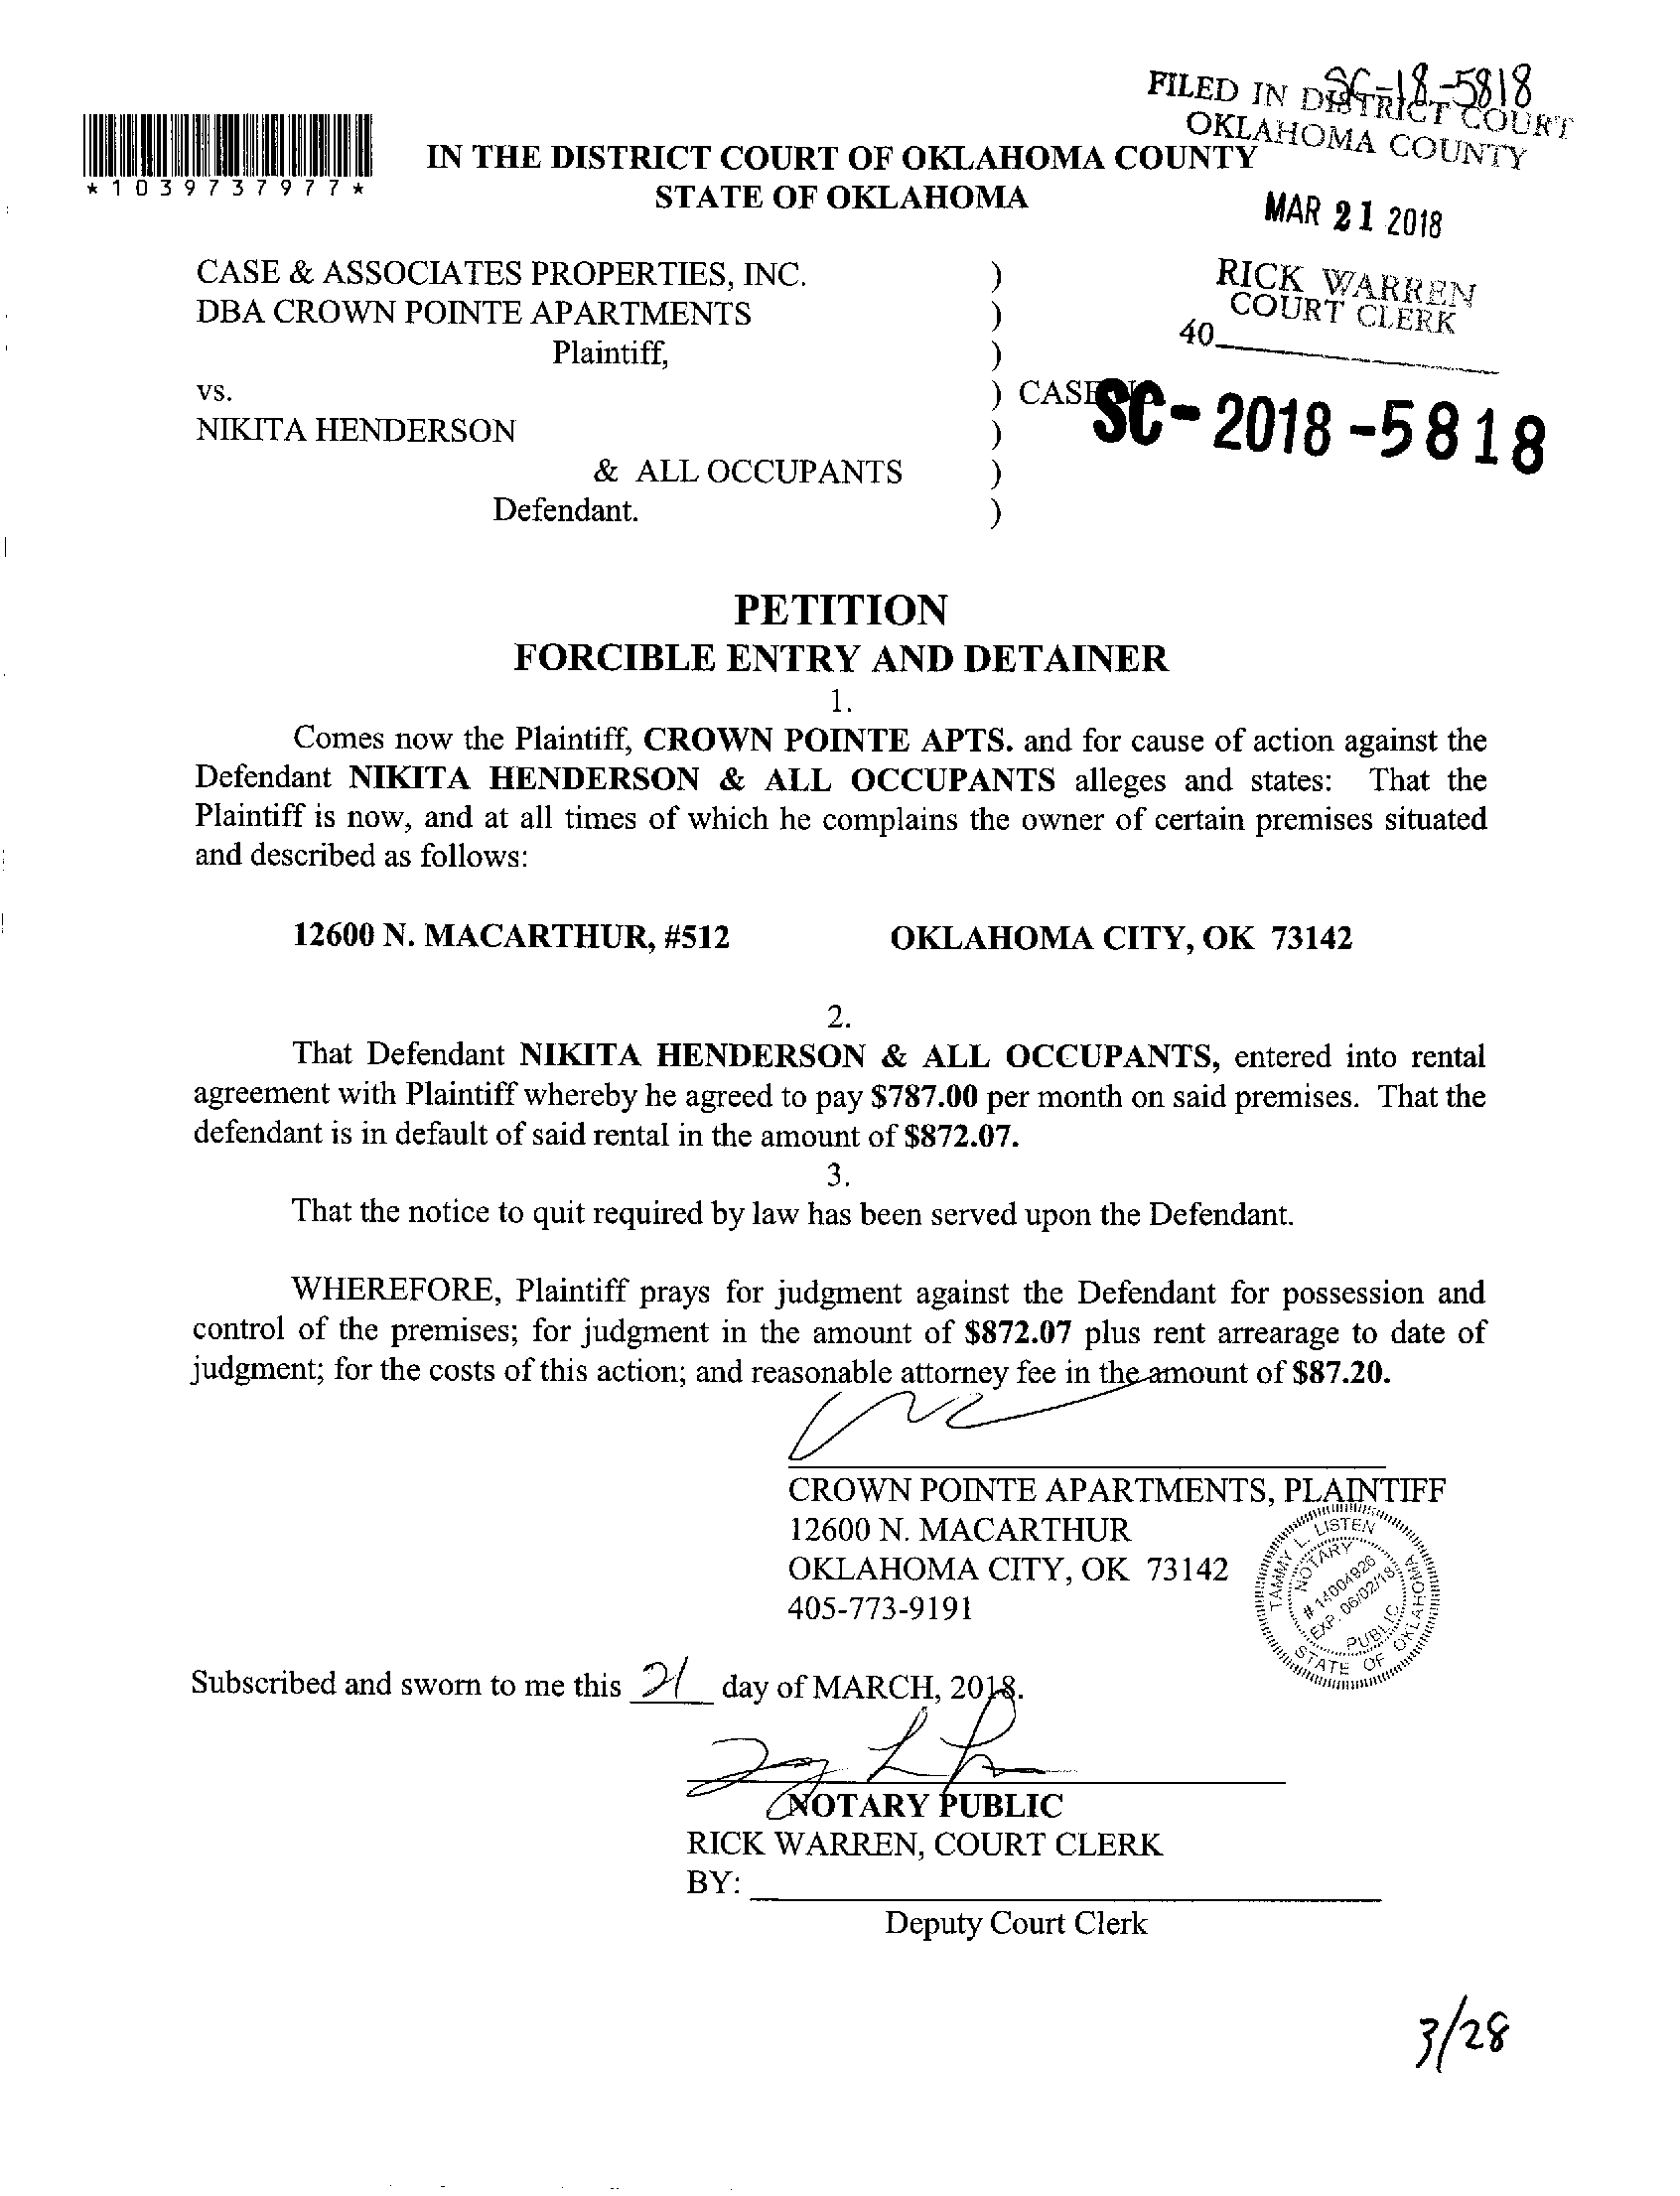 SC-18-5818
FILED IN DISTRICT COURT
OKLAHOMA COUNTY
*1039737977*
IN THE DISTRICT COURT OF OKLAHOMA COUNTY
STATE OF OKLAHOMA
MAR 21 2018
RICK WARREN
COURT CLERK
40
CASE & ASSOCIATES PROPERTIES, INC. )
DBA CROWN POINTE APARTMENTS )
Plaintiff, )
vs. ) CASE
SC-2018-5818
NIKITA HENDERSON )
& ALL OCCUPANTS )
Defendant. )
PETITION
FORCIBLE ENTRY AND DETAINER
1.
Comes now the Plaintiff, CROWN POINTE APTS. and for cause of action against the
Defendant NIKITA HENDERSON & ALL OCCUPANTS alleges and states: That the
Plaintiff is now, and at all times of which he complains the owner of certain premises situated
and described as follows:
12600 N. MACARTHUR, #512 OKLAHOMA CITY, OK 73142
2.
That Defendant NIKITA HENDERSON & ALL OCCUPANTS, entered into rental
agreement with Plaintiff whereby he agreed to pay $787.00 per month on said premises. That the
defendant is in default of said rental in the amount of $872.07.
3.
That the notice to quit required by law has been served upon the Defendant.
WHEREFORE, Plaintiff prays for judgment against the Defendant for possession and
control of the premises; for judgment in the amount of $872.07 plus rent arrearage to date of
judgment; for the costs of this action; and reasonable attorney fee in the amount of $87.20.
CROWN POINTE APARTMENTS, PLAINTIFF
12600 N. MACARTHUR
OKLAHOMA CITY, OK 73142
405-773-9191
TAMMY L. LISTEN
NOTARY
# 14004926
EXP. 06/02/18
PUBLIC
STATE OF OKLAHOMA
Subscribed and sworn to me this 21 day of MARCH, 2018.
NOTARY PUBLIC
RICK WARREN, COURT CLERK
BY:
Deputy Court Clerk
3/28